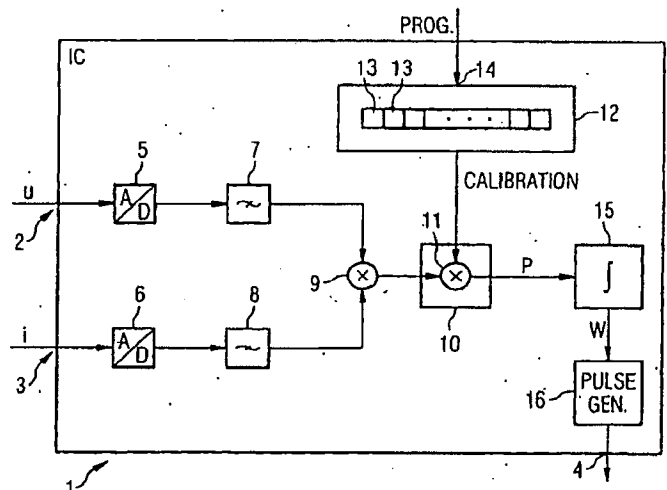 PROG.
IC
13 13 14
12
CALIBRATION
5 7
u A/D ~
2
11 15
9 × × P ∫
10
6 8
i A/D ~
3
W
16 PULSE GEN.
4
1